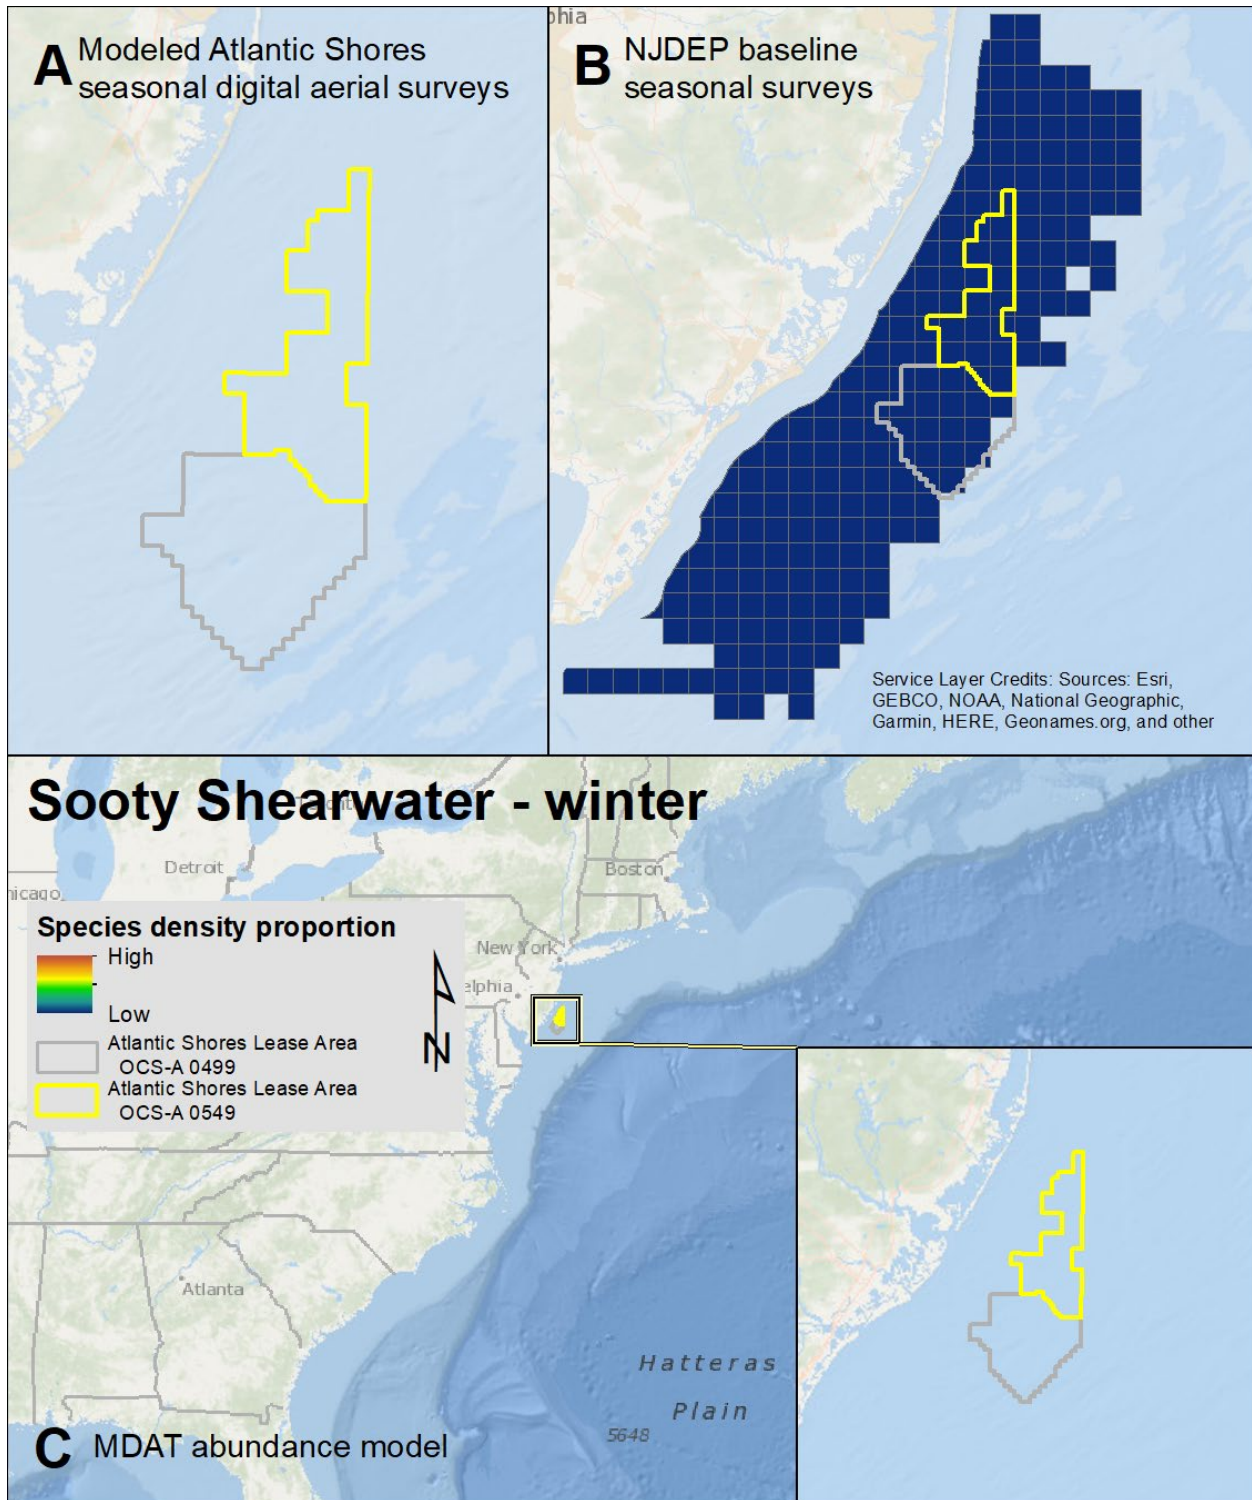 A Modeled Atlantic Shores
seasonal digital aerial surveys
phia
B NJDEP baseline
seasonal surveys
Service Layer Credits: Sources: Esri,
GEBCO, NOAA, National Geographic,
Garmin, HERE, Geonames.org, and other
Sooty Shearwater - winter
Detroit
Boston
hicago
Species density proportion
High
Low
Atlantic Shores Lease Area
OCS-A 0499
Atlantic Shores Lease Area
OCS-A 0549
N
New York
elphia
Atlanta
Hatteras
Plain
5648
C MDAT abundance model